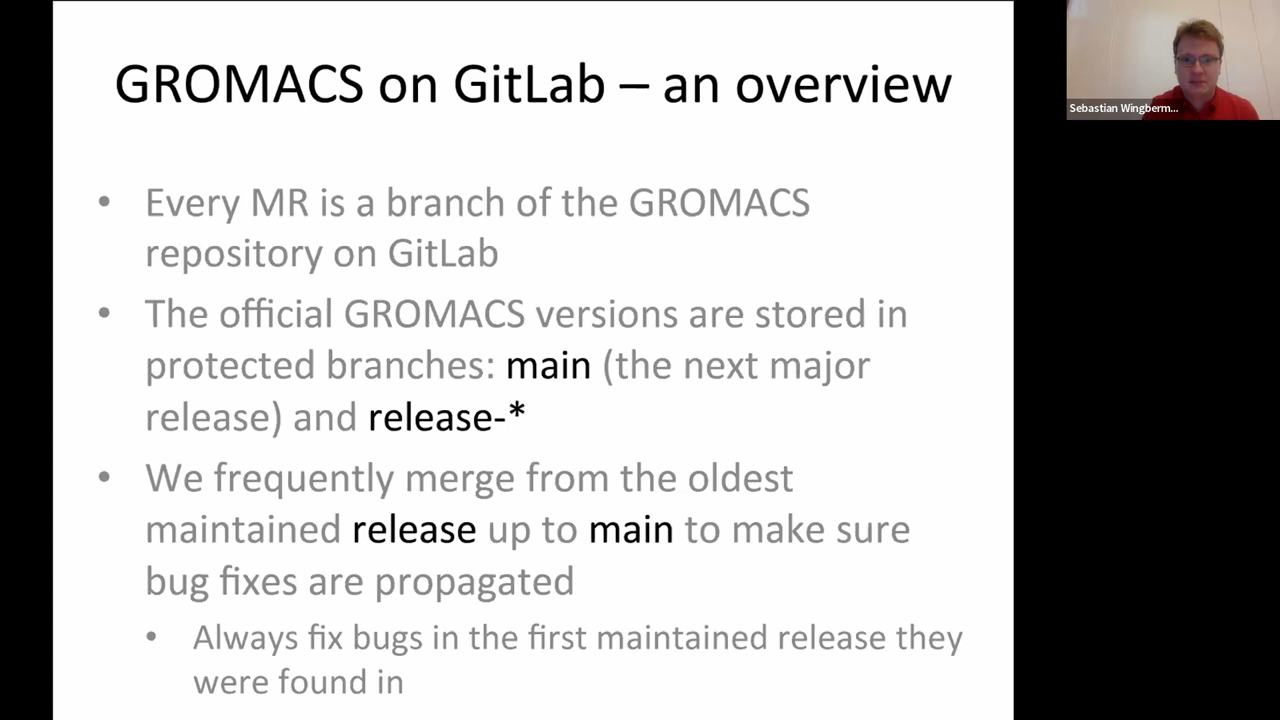 GROMACS on GitLab – an overview
Sebastian Wingberm...
• Every MR is a branch of the GROMACS
repository on GitLab
• The official GROMACS versions are stored in
protected branches: main (the next major
release) and release-*
• We frequently merge from the oldest
maintained release up to main to make sure
bug fixes are propagated
• Always fix bugs in the first maintained release they
were found in